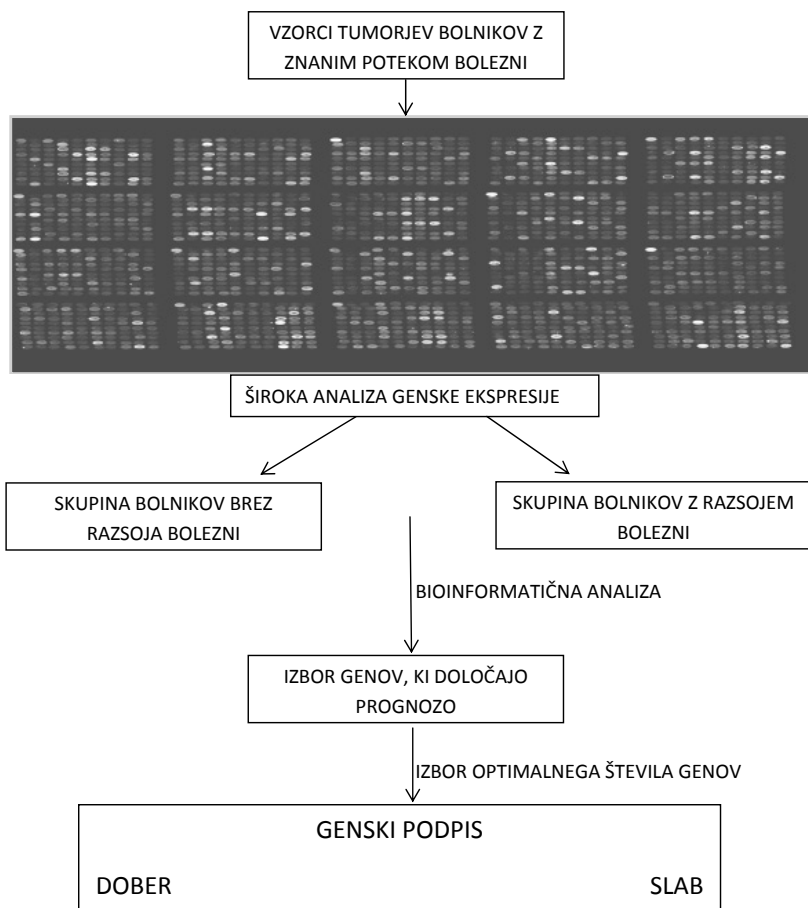 VZORCI TUMORJEV BOLNIKOV Z
ZNANIM POTEKOM BOLEZNI
ŠIROKA ANALIZA GENSKE EKSPRESIJE
SKUPINA BOLNIKOV BREZ
RAZSOJA BOLEZNI
SKUPINA BOLNIKOV Z RAZSOJEM
BOLEZNI
BIOINFORMATIČNA ANALIZA
IZBOR GENOV, KI DOLOČAJO
PROGNOZO
IZBOR OPTIMALNEGA ŠTEVILA GENOV
GENSKI PODPIS
DOBER
SLAB